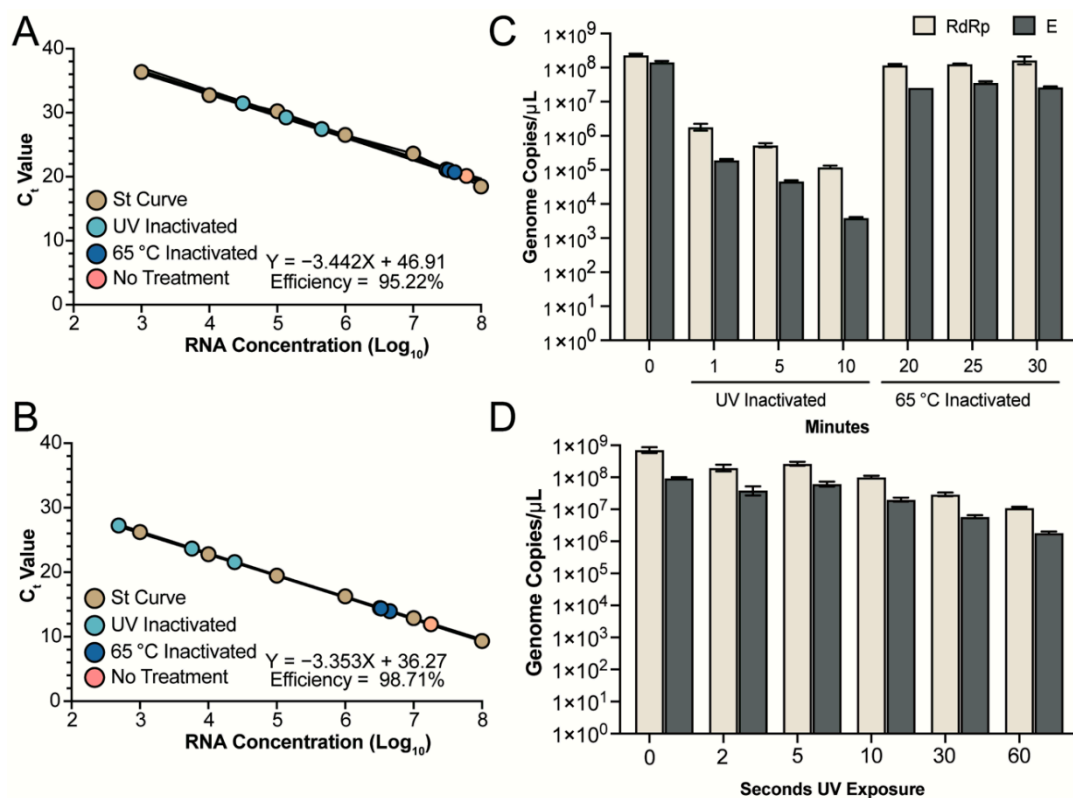 A
40
30
20
10
0
Cₜ Value
St Curve
UV Inactivated
65 °C Inactivated
No Treatment
Y = −3.442X + 46.91
Efficiency = 95.22%
2 3 4 5 6 7 8
RNA Concentration (Log₁₀)
B
40
30
20
10
0
Cₜ Value
St Curve
UV Inactivated
65 °C Inactivated
No Treatment
Y = −3.353X + 36.27
Efficiency = 98.71%
2 3 4 5 6 7 8
RNA Concentration (Log₁₀)
C
RdRp E
1×10⁹
1×10⁸
1×10⁷
1×10⁶
1×10⁵
1×10⁴
1×10³
1×10²
1×10¹
1×10⁰
Genome Copies/µL
0 1 5 10 20 25 30
UV Inactivated 65 °C Inactivated
Minutes
D
1×10⁹
1×10⁸
1×10⁷
1×10⁶
1×10⁵
1×10⁴
1×10³
1×10²
1×10¹
1×10⁰
Genome Copies/µL
0 2 5 10 30 60
Seconds UV Exposure